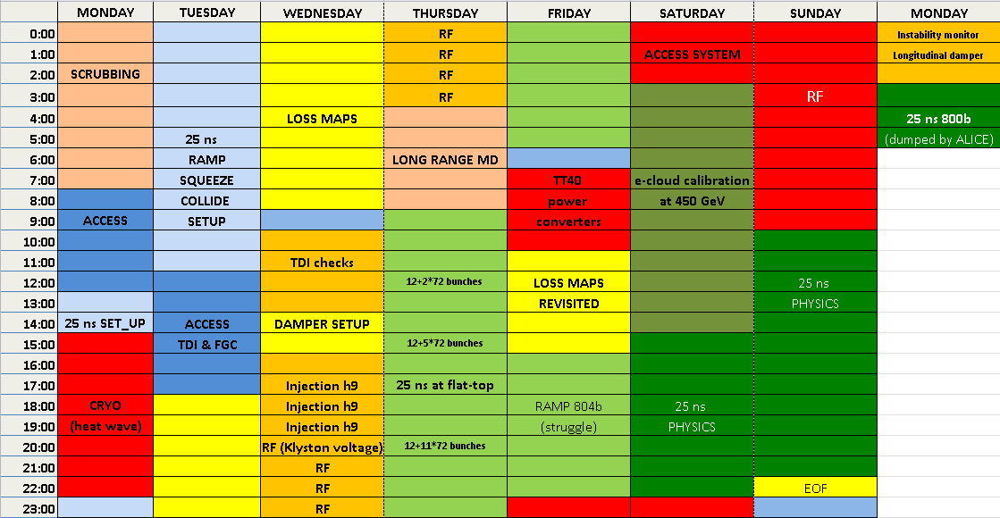 MONDAY TUESDAY WEDNESDAY THURSDAY FRIDAY SATURDAY SUNDAY MONDAY
0:00 RF Instability monitor
1:00 RF ACCESS SYSTEM Longitudinal damper
2:00 SCRUBBING RF
3:00 RF RF
4:00 LOSS MAPS 25 ns 800b
5:00 25 ns (dumped by ALICE)
6:00 RAMP LONG RANGE MD
7:00 SQUEEZE TT40 e-cloud calibration
8:00 COLLIDE power at 450 GeV
9:00 ACCESS SETUP converters
10:00
11:00 TDI checks
12:00 12+2*72 bunches LOSS MAPS 25 ns
13:00 REVISITED PHYSICS
14:00 25 ns SET_UP ACCESS DAMPER SETUP
15:00 TDI & FGC 12+5*72 bunches
16:00
17:00 Injection h9 25 ns at flat-top
18:00 CRYO Injection h9 RAMP 804b 25 ns
19:00 (heat wave) Injection h9 (struggle) PHYSICS
20:00 RF (Klyston voltage) 12+11*72 bunches
21:00 RF
22:00 RF EOF
23:00 RF